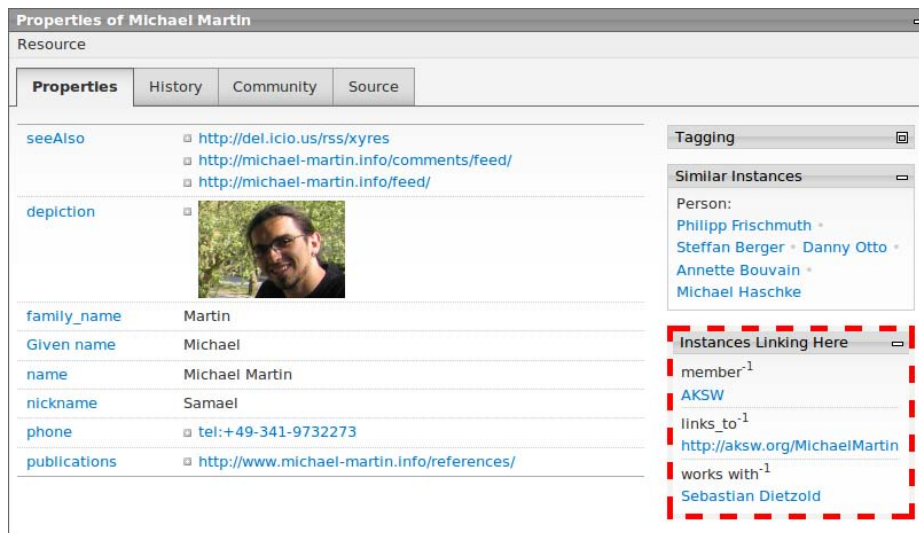 Properties of Michael Martin
Resource
Properties History Community Source
seeAlso http://del.icio.us/rss/xyres
http://michael-martin.info/comments/feed/
http://michael-martin.info/feed/
depiction
family_name Martin
Given name Michael
name Michael Martin
nickname Samael
phone tel:+49-341-9732273
publications http://www.michael-martin.info/references/
Tagging
Similar Instances
Person:
Philipp Frischmuth •
Steffan Berger • Danny Otto •
Annette Bouvain •
Michael Haschke
Instances Linking Here
member-1
AKSW
links_to-1
http://aksw.org/MichaelMartin
works with-1
Sebastian Dietzold